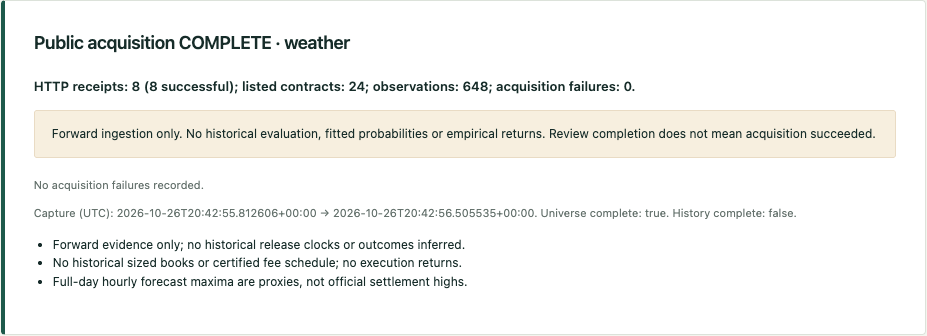 Public acquisition COMPLETE · weather
HTTP receipts: 8 (8 successful); listed contracts: 24; observations: 648; acquisition failures: 0.
Forward ingestion only. No historical evaluation, fitted probabilities or empirical returns. Review completion does not mean acquisition succeeded.
No acquisition failures recorded.
Capture (UTC): 2026-10-26T20:42:55.812606+00:00 → 2026-10-26T20:42:56.505535+00:00. Universe complete: true. History complete: false.
• Forward evidence only; no historical release clocks or outcomes inferred.
• No historical sized books or certified fee schedule; no execution returns.
• Full-day hourly forecast maxima are proxies, not official settlement highs.